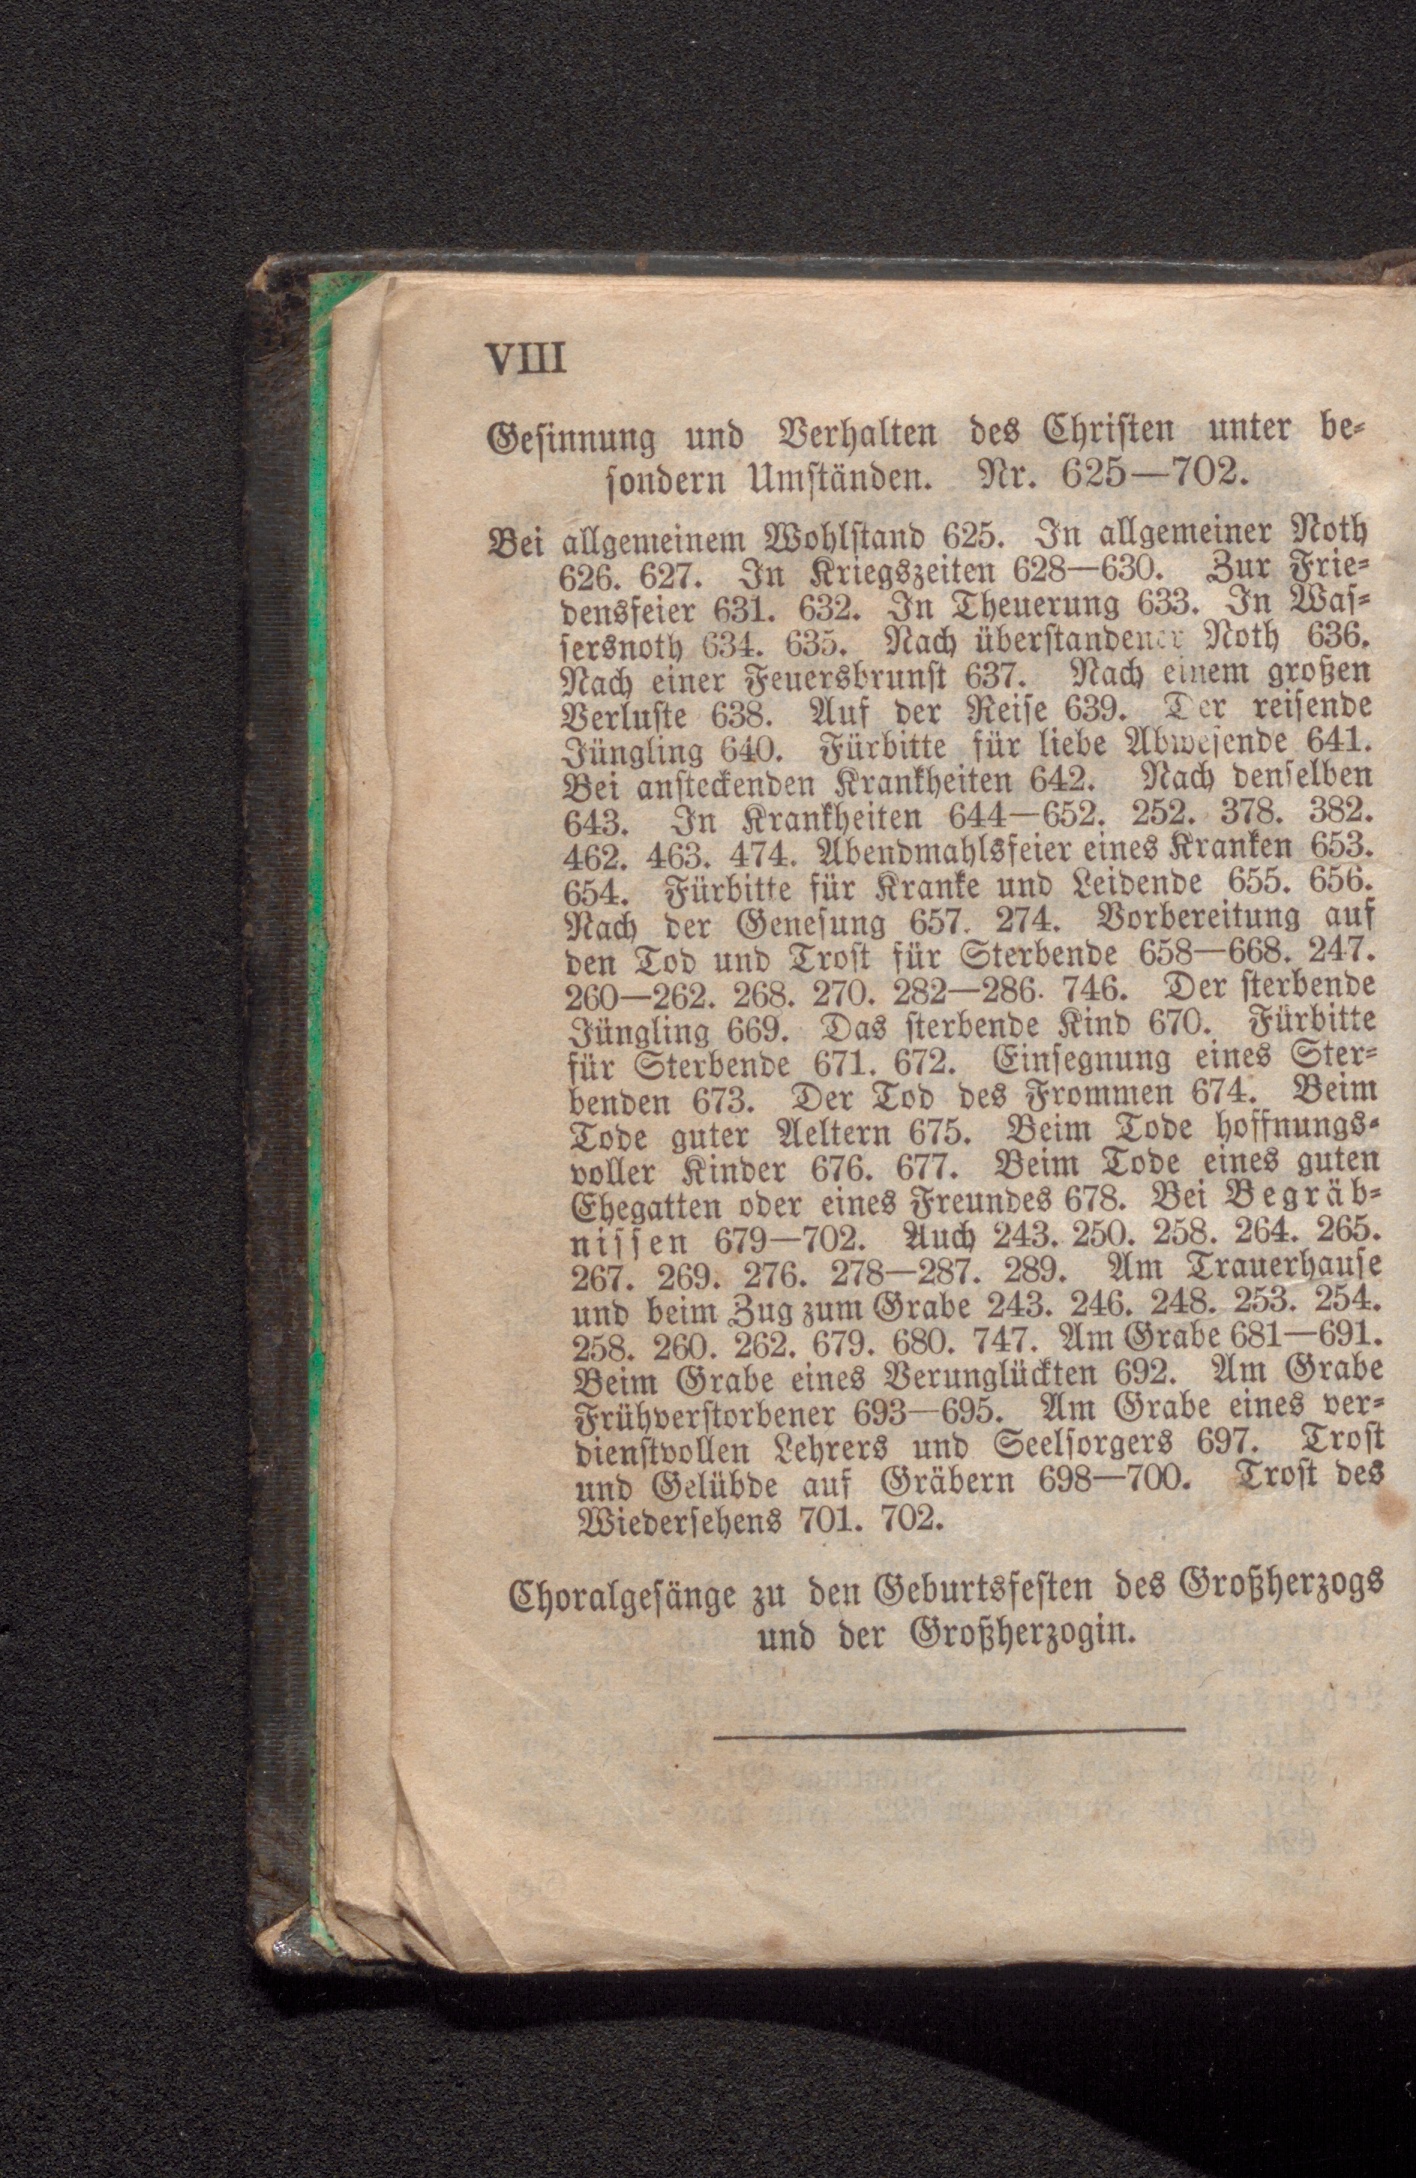 VIII
Gesinnung und Verhalten des Christen unter be-
sondern Umständen. Nr. 625—702.
Bei allgemeinem Wohlstand 625. In allgemeiner Noth
626. 627. In Kriegszeiten 628—630. Zur Frie-
densfeier 631. 632. In Theuerung 633. In Was-
sersnoth 634. 635. Nach überstandener Noth 636.
Nach einer Feuersbrunst 637. Nach einem großen
Verluste 638. Auf der Reise 639. Der reisende
Jüngling 640. Fürbitte für liebe Abwesende 641.
Bei ansteckenden Krankheiten 642. Nach denselben
643. In Krankheiten 644—652. 252. 378. 382.
462. 463. 474. Abendmahlsfeier eines Kranken 653.
654. Fürbitte für Kranke und Leidende 655. 656.
Nach der Genesung 657. 274. Vorbereitung auf
den Tod und Trost für Sterbende 658—668. 247.
260—262. 268. 270. 282—286. 746. Der sterbende
Jüngling 669. Das sterbende Kind 670. Fürbitte
für Sterbende 671. 672. Einsegnung eines Ster-
benden 673. Der Tod des Frommen 674. Beim
Tode guter Aeltern 675. Beim Tode hoffnungs-
voller Kinder 676. 677. Beim Tode eines guten
Ehegatten oder eines Freundes 678. Bei Begräb-
nissen 679—702. Auch 243. 250. 258. 264. 265.
267. 269. 276. 278—287. 289. Am Trauerhause
und beim Zug zum Grabe 243. 246. 248. 253. 254.
258. 260. 262. 679. 680. 747. Am Grabe 681—691.
Beim Grabe eines Verunglückten 692. Am Grabe
Frühverstorbener 693—695. Am Grabe eines ver-
dienstvollen Lehrers und Seelsorgers 697. Trost
und Gelübde auf Gräbern 698—700. Trost des
Wiedersehens 701. 702.
Choralgesänge zu den Geburtsfesten des Großherzogs
und der Großherzogin.